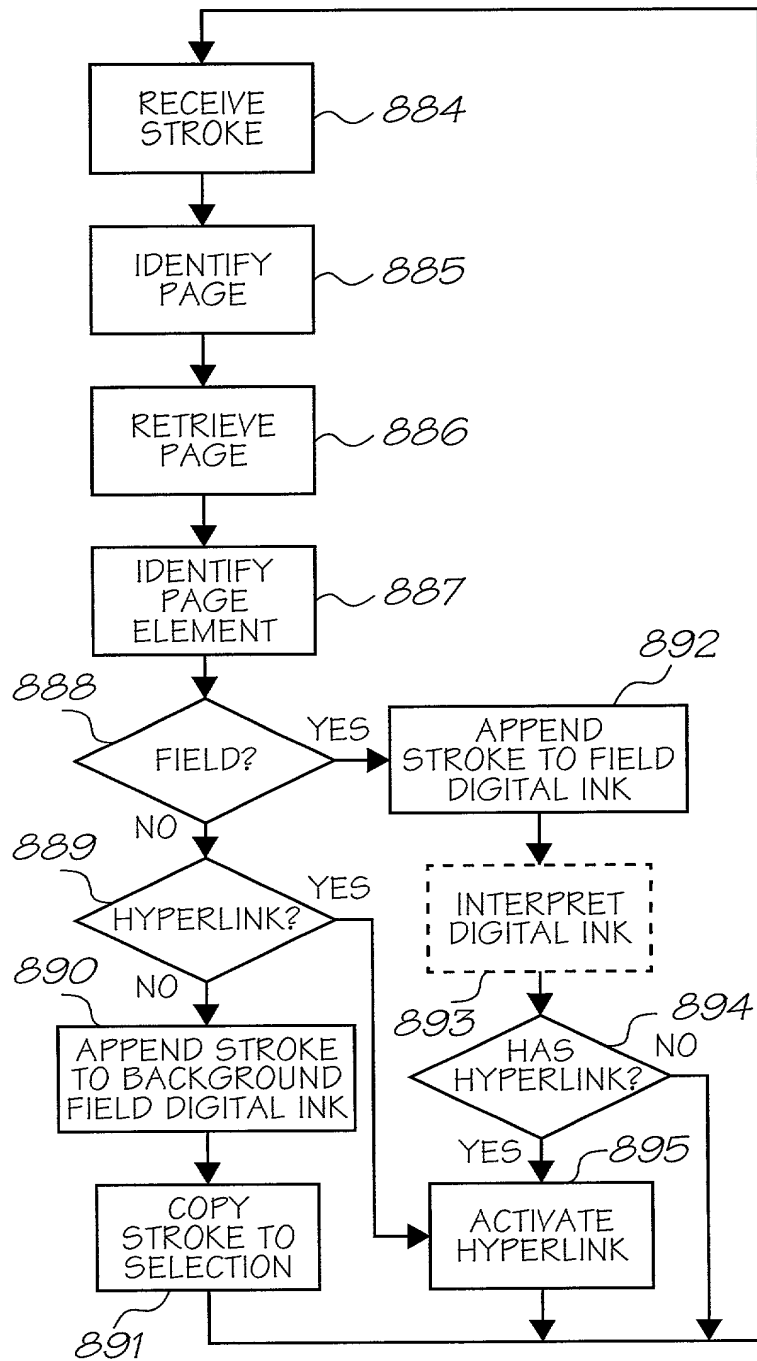 RECEIVE
STROKE
884
IDENTIFY
PAGE
885
RETRIEVE
PAGE
886
IDENTIFY
PAGE
ELEMENT
887
888
FIELD?
YES
NO
892
APPEND
STROKE TO FIELD
DIGITAL INK
889
HYPERLINK?
YES
NO
INTERPRET
DIGITAL INK
893
890
APPEND STROKE
TO BACKGROUND
FIELD DIGITAL INK
894
HAS
HYPERLINK?
NO
YES
895
COPY
STROKE TO
SELECTION
891
ACTIVATE
HYPERLINK